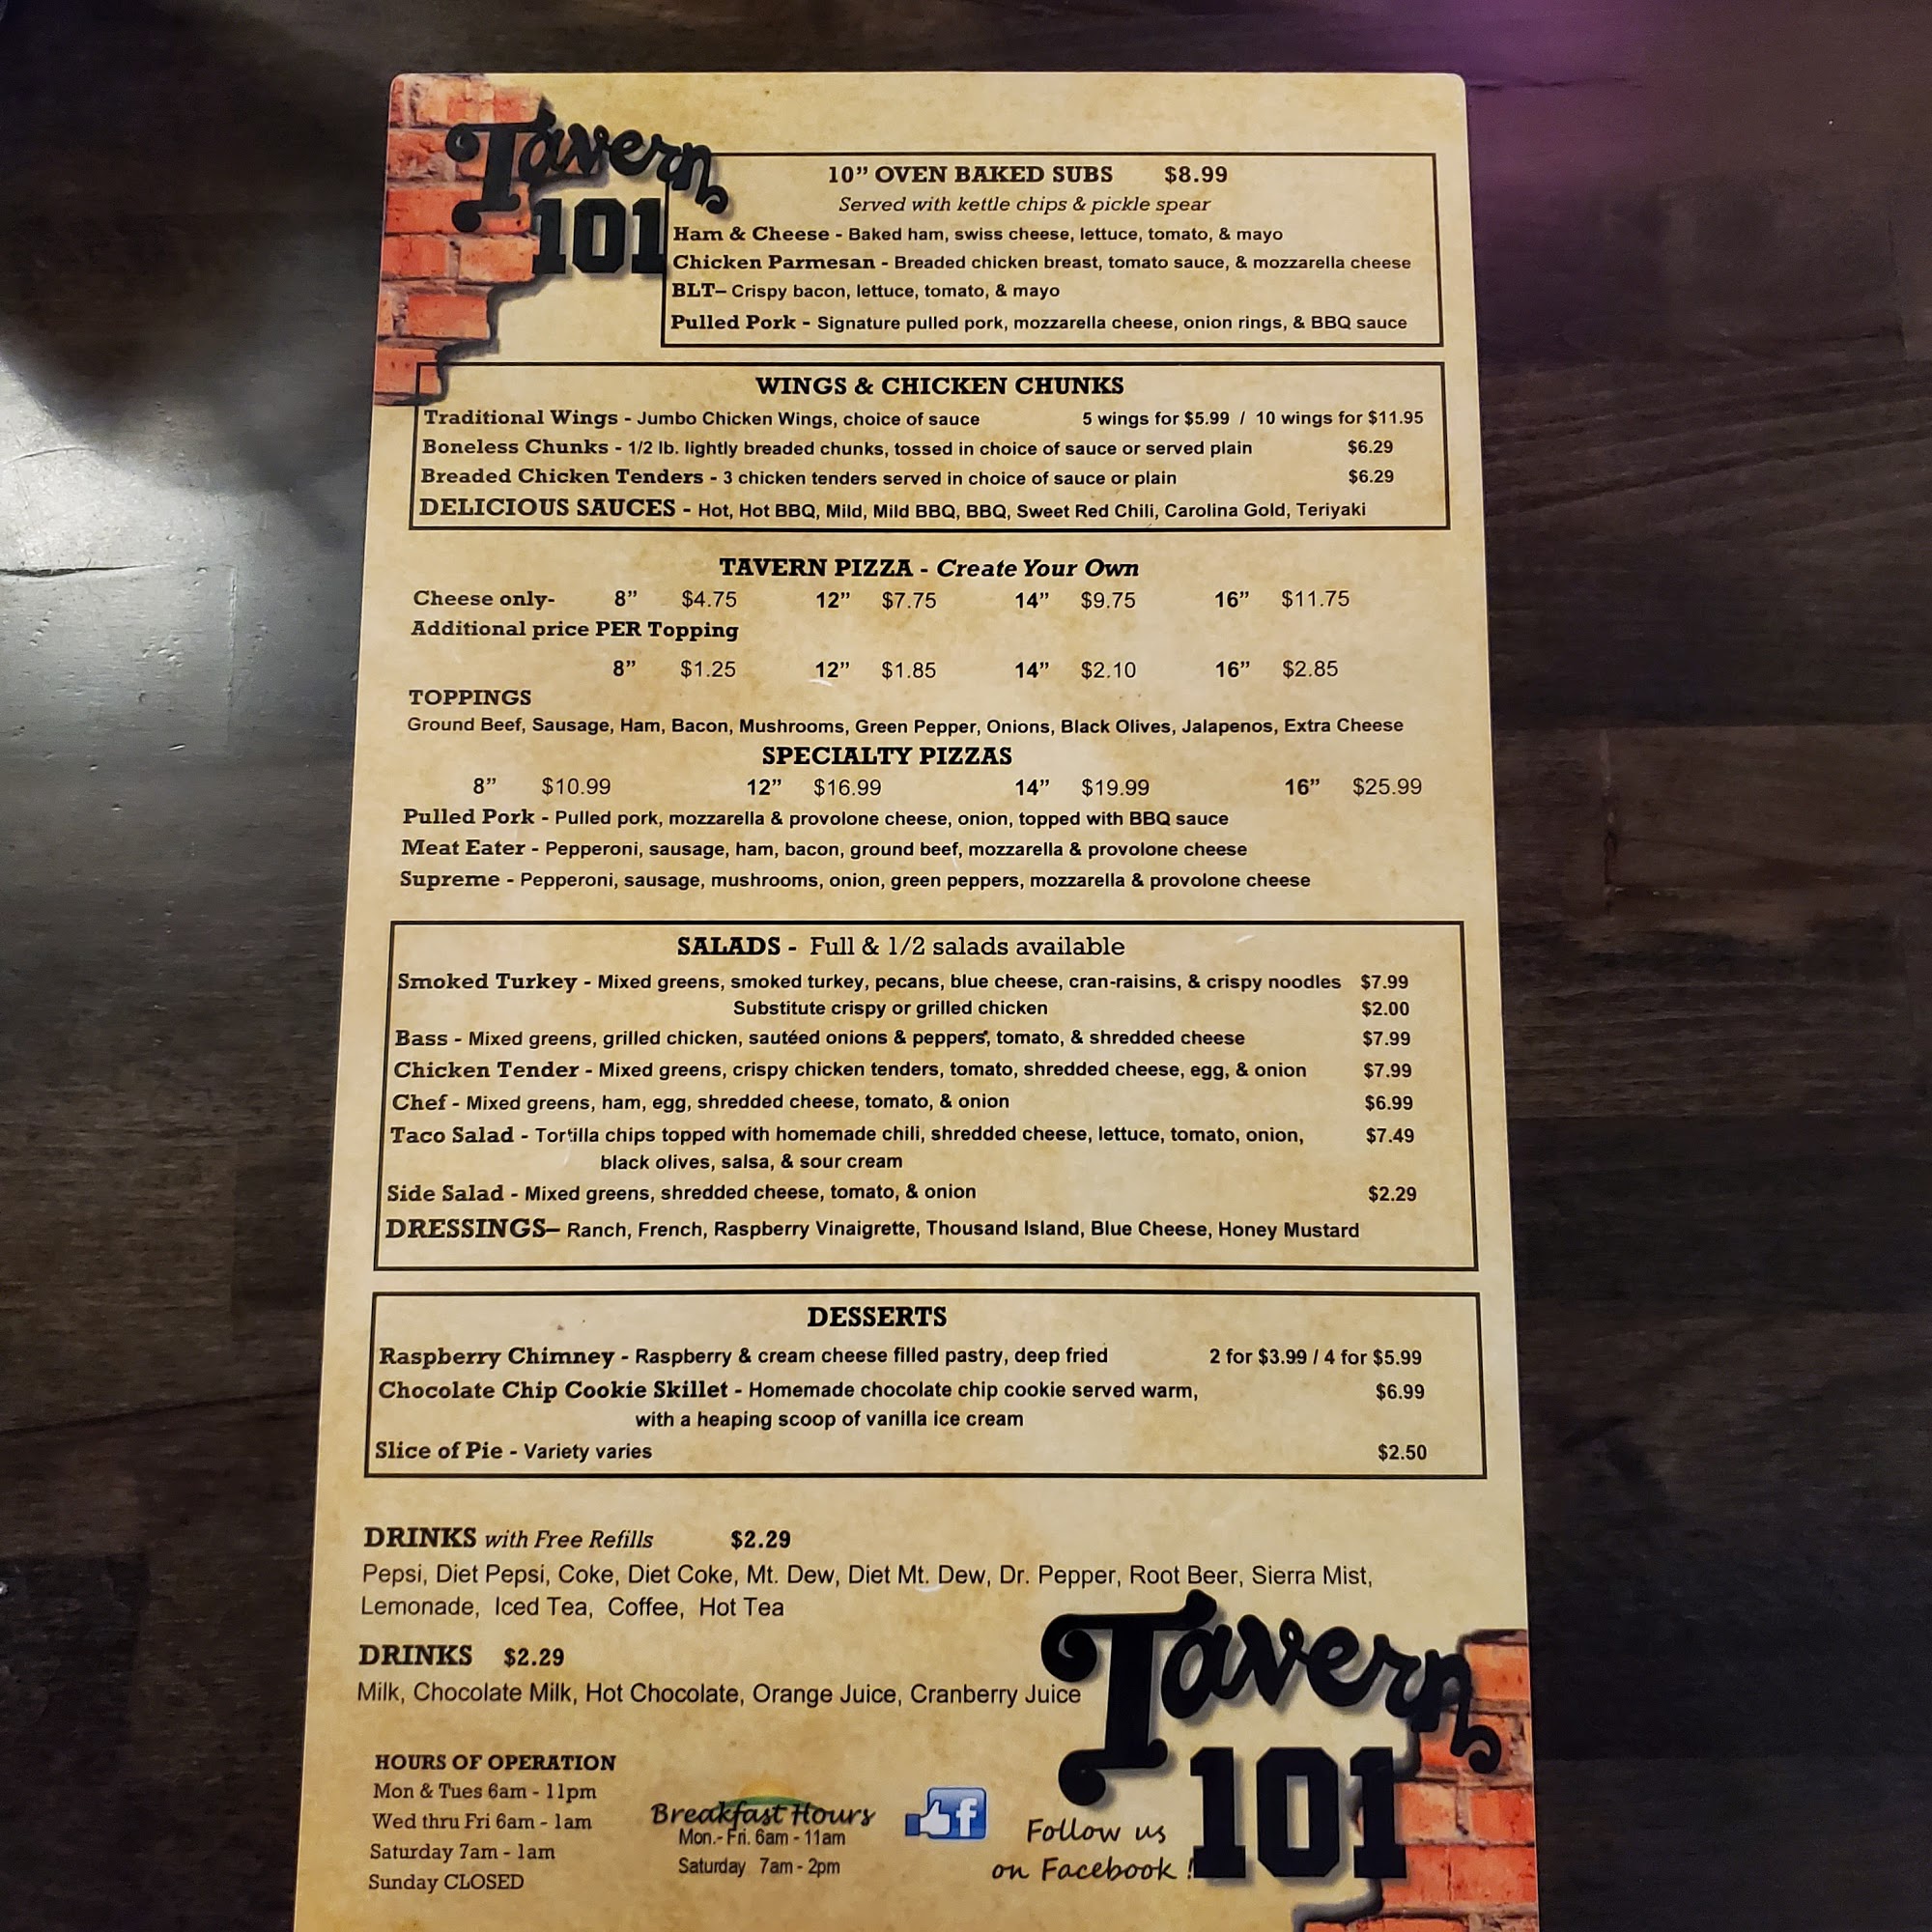 Tavern
101
10” OVEN BAKED SUBS $8.99
Served with kettle chips & pickle spear
Ham & Cheese - Baked ham, swiss cheese, lettuce, tomato, & mayo
Chicken Parmesan - Breaded chicken breast, tomato sauce, & mozzarella cheese
BLT– Crispy bacon, lettuce, tomato, & mayo
Pulled Pork - Signature pulled pork, mozzarella cheese, onion rings, & BBQ sauce
WINGS & CHICKEN CHUNKS
Traditional Wings - Jumbo Chicken Wings, choice of sauce 5 wings for $5.99 / 10 wings for $11.95
Boneless Chunks - 1/2 lb. lightly breaded chunks, tossed in choice of sauce or served plain $6.29
Breaded Chicken Tenders - 3 chicken tenders served in choice of sauce or plain $6.29
DELICIOUS SAUCES - Hot, Hot BBQ, Mild, Mild BBQ, BBQ, Sweet Red Chili, Carolina Gold, Teriyaki
TAVERN PIZZA - Create Your Own
Cheese only- 8” $4.75 12” $7.75 14” $9.75 16” $11.75
Additional price PER Topping
8” $1.25 12” $1.85 14” $2.10 16” $2.85
TOPPINGS
Ground Beef, Sausage, Ham, Bacon, Mushrooms, Green Pepper, Onions, Black Olives, Jalapenos, Extra Cheese
SPECIALTY PIZZAS
8” $10.99 12” $16.99 14” $19.99 16” $25.99
Pulled Pork - Pulled pork, mozzarella & provolone cheese, onion, topped with BBQ sauce
Meat Eater - Pepperoni, sausage, ham, bacon, ground beef, mozzarella & provolone cheese
Supreme - Pepperoni, sausage, mushrooms, onion, green peppers, mozzarella & provolone cheese
SALADS - Full & 1/2 salads available
Smoked Turkey - Mixed greens, smoked turkey, pecans, blue cheese, cran-raisins, & crispy noodles $7.99
Substitute crispy or grilled chicken $2.00
Bass - Mixed greens, grilled chicken, sautéed onions & peppers, tomato, & shredded cheese $7.99
Chicken Tender - Mixed greens, crispy chicken tenders, tomato, shredded cheese, egg, & onion $7.99
Chef - Mixed greens, ham, egg, shredded cheese, tomato, & onion $6.99
Taco Salad - Tortilla chips topped with homemade chili, shredded cheese, lettuce, tomato, onion, $7.49
black olives, salsa, & sour cream
Side Salad - Mixed greens, shredded cheese, tomato, & onion $2.29
DRESSINGS– Ranch, French, Raspberry Vinaigrette, Thousand Island, Blue Cheese, Honey Mustard
DESSERTS
Raspberry Chimney - Raspberry & cream cheese filled pastry, deep fried 2 for $3.99 / 4 for $5.99
Chocolate Chip Cookie Skillet - Homemade chocolate chip cookie served warm, $6.99
with a heaping scoop of vanilla ice cream
Slice of Pie - Variety varies $2.50
DRINKS with Free Refills $2.29
Pepsi, Diet Pepsi, Coke, Diet Coke, Mt. Dew, Diet Mt. Dew, Dr. Pepper, Root Beer, Sierra Mist,
Lemonade, Iced Tea, Coffee, Hot Tea
DRINKS $2.29
Milk, Chocolate Milk, Hot Chocolate, Orange Juice, Cranberry Juice
HOURS OF OPERATION
Mon & Tues 6am - 11pm
Wed thru Fri 6am - 1am
Saturday 7am - 1am
Sunday CLOSED
Breakfast Hours
Mon.- Fri. 6am - 11am
Saturday 7am - 2pm
f
Follow us
on Facebook !
Tavern
101